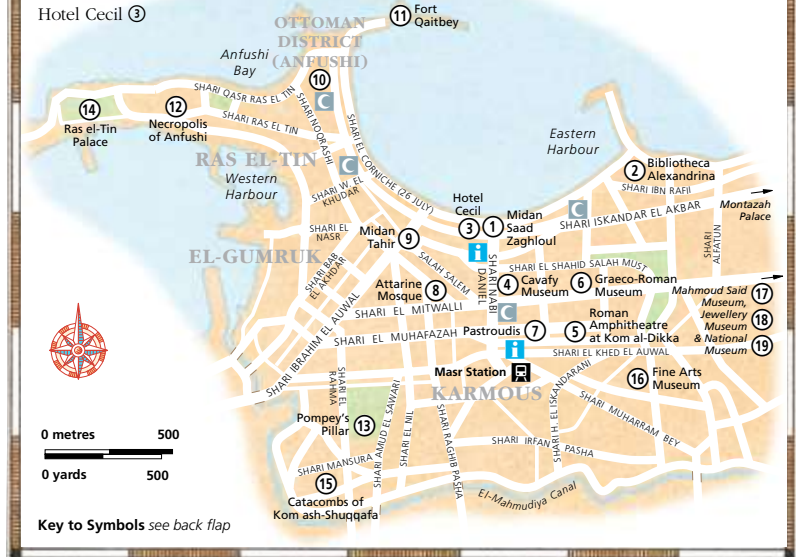 Hotel Cecil ③
OTTOMAN
DISTRICT
(ANFUSHI)
⑪ Fort
Qaitbey
Anfushi
Bay
⑩
SHARI QASR RAS EL TIN
SHARI RAS EL TIN
⑭
Ras el-Tin
Palace
⑫
Necropolis
of Anfushi
SHARI NOQRASHI
SHARI EL CORNICHE (26 JULY)
RAS EL-TIN
Western
Harbour
SHARI W. EL
KHUDAR
Eastern
Harbour
② Bibliotheca
Alexandrina
SHARI IBN RAFII
Montazah
Palace
Hotel
Cecil
③
① Midan
Saad
Zaghloul
SHARI ISKANDAR EL AKBAR
SHARI
ALFATUN
SHARI EL
NASR
Midan
Tahir
⑨
EL-GUMRUK
SHARI BAB
EL AKHDAR
SALAH SALEM
SHARI NABI
DANIEL
SHARI EL SHAHID SALAH MUST
④ Cavafy
Museum
⑥ Graeco-Roman
Museum
Mahmoud Said
Museum,
Jewellery
Museum
& National
Museum
⑰
⑱
⑲
Attarine
Mosque
⑧
SHARI EL MITWALLI
SHARI IBRAHIM EL AUWAL
SHARI EL MUHAFAZAH
Pastroudis ⑦
⑤ Roman
Amphitheatre
at Kom al-Dikka
SHARI EL KHED EL AUWAL
Masr Station
KARMOUS
⑯ Fine Arts
Museum
SHARI EL
RAHMA
Pompey's
Pillar
⑬
SHARI AMUD EL SAWARI
SHARI EL NIL
SHARI RAGHIB PASHA
SHARI H. EL ISKANDARANI
SHARI MUHARRAM BEY
SHARI IRFAN PASHA
SHARI MANSURA
⑮
Catacombs of
Kom ash-Shuqqafa
El-Mahmudiya Canal
0 metres 500
0 yards 500
Key to Symbols see back flap